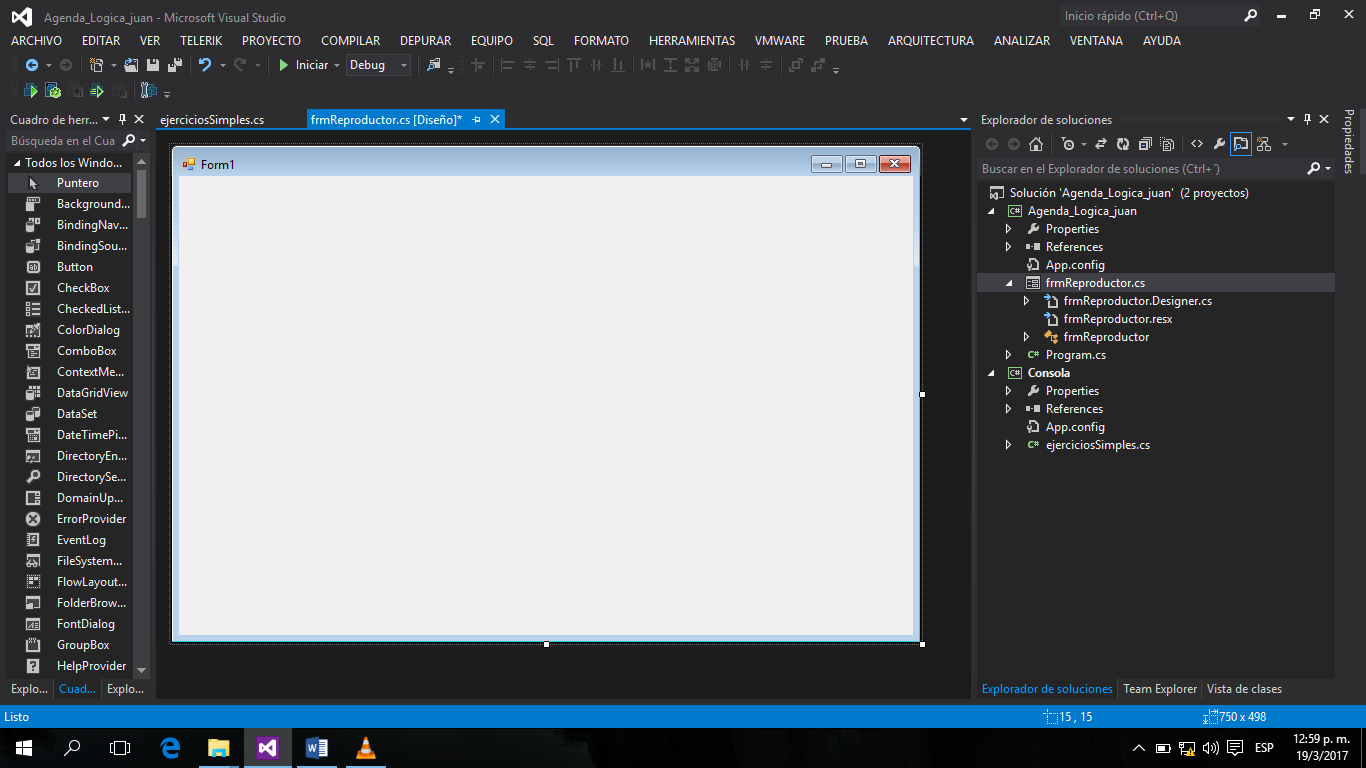 Agenda_Logica_juan - Microsoft Visual Studio
Inicio rápido (Ctrl+Q)
ARCHIVO EDITAR VER TELERIK PROYECTO COMPILAR DEPURAR EQUIPO SQL FORMATO HERRAMIENTAS VMWARE PRUEBA ARQUITECTURA ANALIZAR VENTANA AYUDA
Iniciar Debug
Cuadro de herr...
Búsqueda en el Cua
Todos los Windo...
Puntero
Background...
BindingNav...
BindingSou...
Button
CheckBox
CheckedList...
ColorDialog
ComboBox
ContextMe...
DataGridView
DataSet
DateTimePi...
DirectoryEn...
DirectorySe...
DomainUp...
ErrorProvider
EventLog
FileSystem...
FlowLayout...
FolderBrow...
FontDialog
GroupBox
HelpProvider
Explo... Cuad... Explo...
ejerciciosSimples.cs frmReproductor.cs [Diseño]*
Form1
Explorador de soluciones
Buscar en el Explorador de soluciones (Ctrl+´)
Solución 'Agenda_Logica_juan' (2 proyectos)
Agenda_Logica_juan
Properties
References
App.config
frmReproductor.cs
frmReproductor.Designer.cs
frmReproductor.resx
frmReproductor
Program.cs
Consola
Properties
References
App.config
ejerciciosSimples.cs
Explorador de soluciones Team Explorer Vista de clases
Propiedades
Listo 15 , 15 750 x 498
ESP
12:59 p. m.
19/3/2017